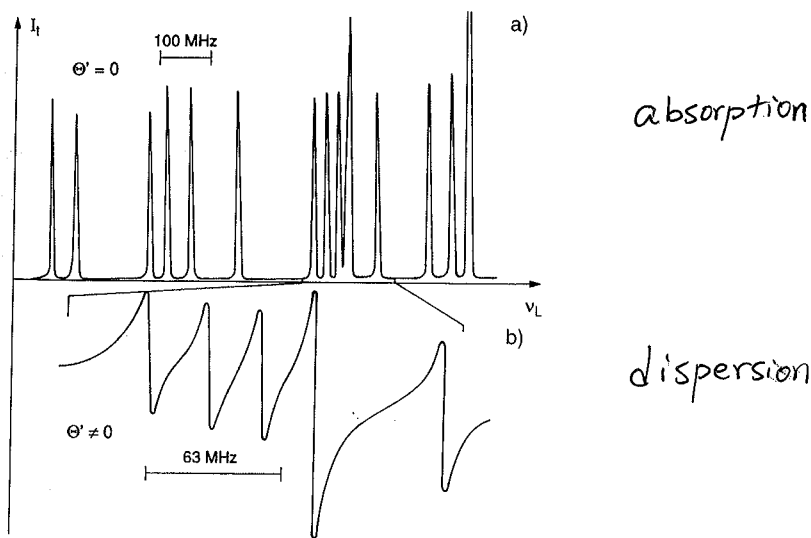 I_t
a)
100 MHz
Θ' = 0
absorption
ν_L
b)
dispersion
Θ' ≠ 0
63 MHz